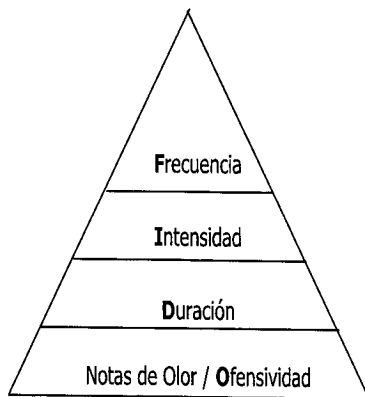 Frecuencia
Intensidad
Duración
Notas de Olor / Ofensividad